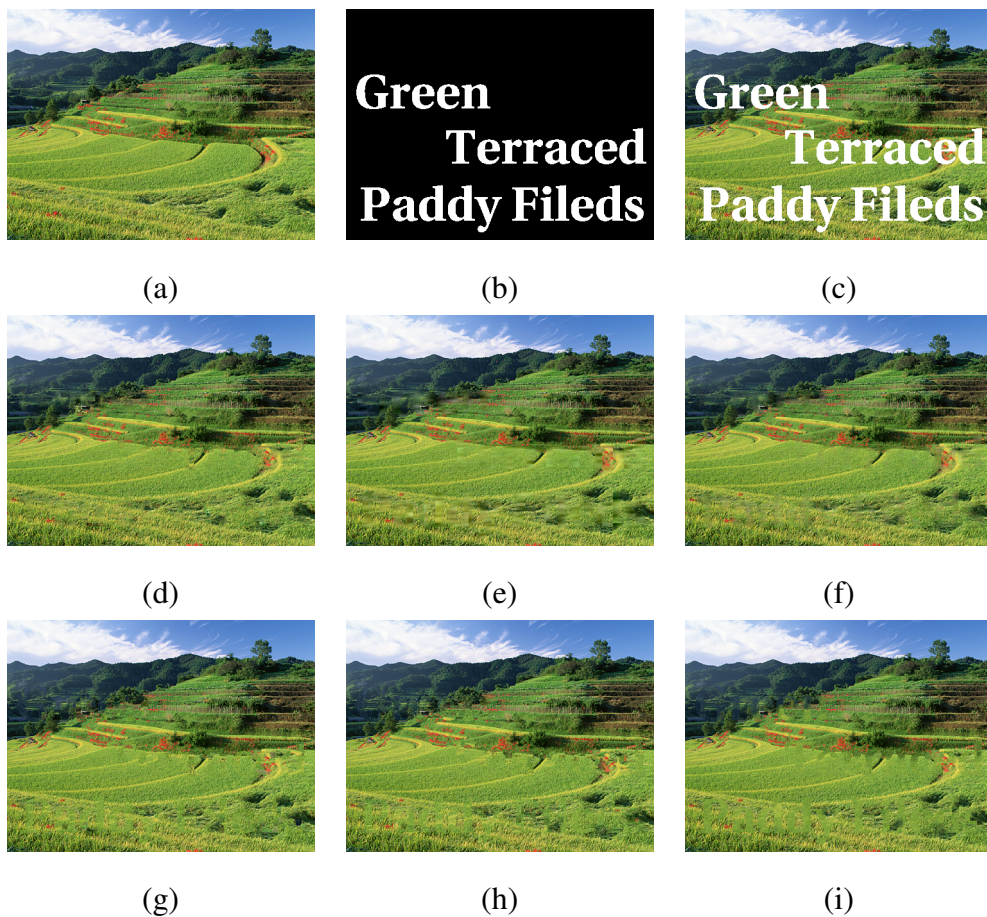 Green
Terraced
Paddy Fileds
Green
Terraced
Paddy Fileds
(a)
(b)
(c)
(d)
(e)
(f)
(g)
(h)
(i)